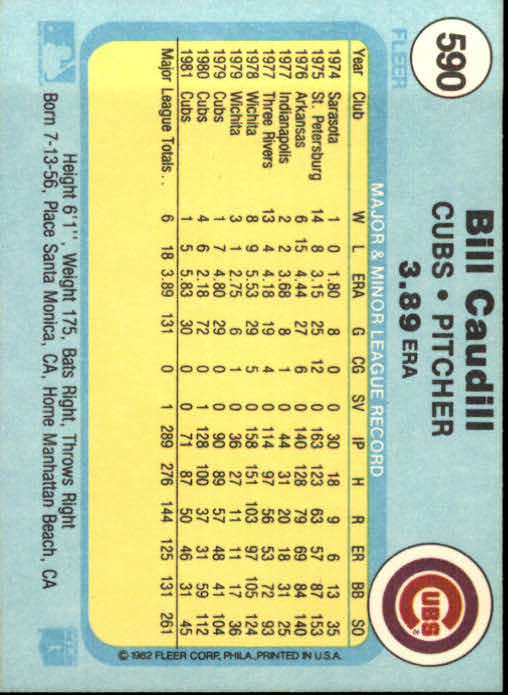 590
FLEER
Bill Caudill
CUBS • PITCHER
3.89 ERA
CUBS ®
MAJOR & MINOR LEAGUE RECORD
Year Club W L ERA G CG SV IP H R ER BB SO
1974 Sarasota 1 0 1.80 8 0 0 30 18 9 6 13 35
1975 St. Petersburg 14 8 3.15 25 12 0 163 123 63 57 87 153
1976 Arkansas 6 15 4.44 27 6 0 140 128 79 69 84 140
1977 Indianapolis 2 2 3.68 8 1 0 44 31 20 18 31 25
1977 Three Rivers 13 4 4.18 19 4 0 114 97 56 53 72 93
1978 Wichita 8 9 5.53 29 5 0 158 151 103 97 105 124
1979 Wichita 3 1 2.75 6 1 0 36 27 11 11 17 36
1979 Cubs 1 7 4.80 29 0 0 90 89 57 48 41 104
1980 Cubs 4 6 2.18 72 0 1 128 100 37 31 59 112
1981 Cubs 1 5 5.83 30 0 0 71 87 50 46 31 45
Major League Totals.. 6 18 3.89 131 0 1 289 276 144 125 131 261
© 1982 FLEER CORP., PHILA., PRINTED IN U.S.A.
Height 6'1", Weight 175, Bats Right, Throws Right
Born 7-13-56, Place Santa Monica, CA, Home Manhattan Beach, CA